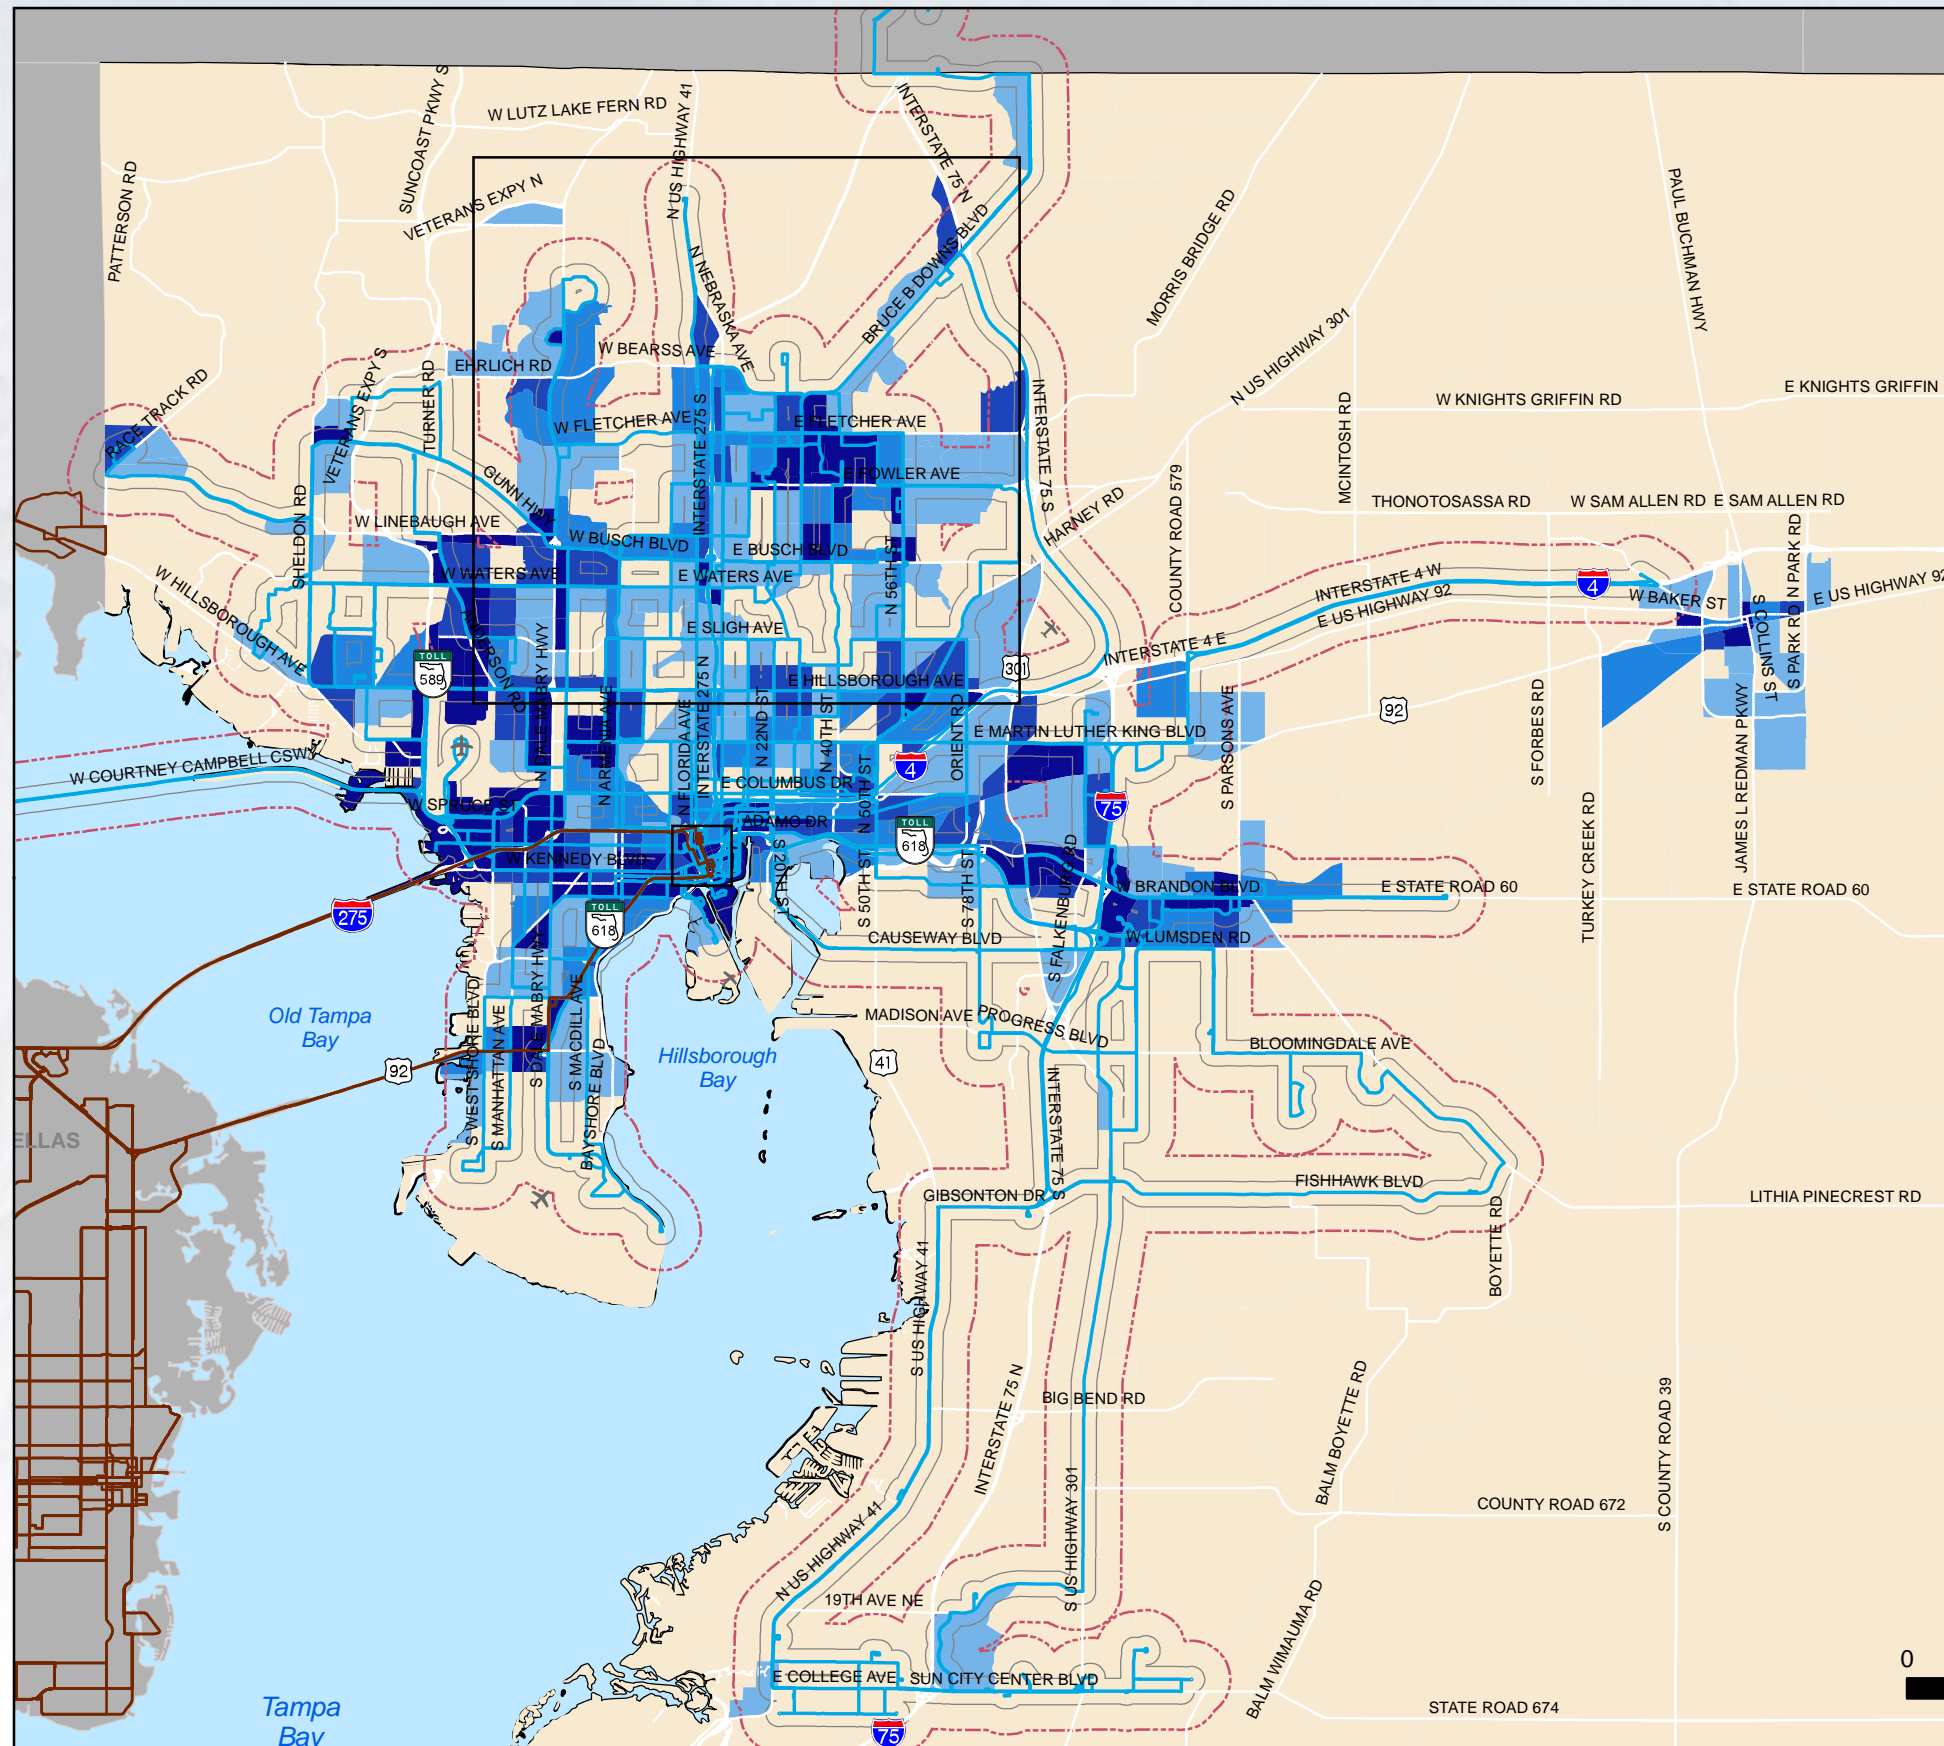 W LUTZ LAKE FERN RD
SUNCOAST PKWY S
N US HIGHWAY 41
INTERSTATE 75 N
PATTERSON RD
VETERANS EXPY N
PAUL BUCHMAN HWY
MORRIS BRIDGE RD
N NEBRASKA AVE
BRUCE B DOWNS BLVD
N US HIGHWAY 301
W BEARSS AVE
EHRLICH RD
RACE TRACK RD
VETERANS EXPY S
TURNER RD
E KNIGHTS GRIFFIN
W KNIGHTS GRIFFIN RD
MCINTOSH RD
INTERSTATE 75 S
W FLETCHER AVE
E FLETCHER AVE
INTERSTATE 275 S
E FOWLER AVE
GUNN HWY
COUNTY ROAD 579
THONOTOSASSA RD
W SAM ALLEN RD
E SAM ALLEN RD
HARNEY RD
SHELDON RD
W LINEBAUGH AVE
W BUSCH BLVD
E BUSCH BLVD
N 56TH ST
N PARK RD
W WATERS AVE
E WATERS AVE
W HILLSBOROUGH AVE
INTERSTATE 4 W
E US HIGHWAY 92
4
W BAKER ST
E US HIGHWAY 92
S COLLINS ST
S PARK RD
ANDERSON RD
N DALE MABRY HWY
E SLIGH AVE
INTERSTATE 4 E
TOLL
589
301
E HILLSBOROUGH AVE
N ARMENIA AVE
N FLORIDA AVE
INTERSTATE 275 N
N 22ND ST
N 40TH ST
ORIENT RD
S PARSONS AVE
92
S FORBES RD
JAMES L REDMAN PKWY
E MARTIN LUTHER KING BLVD
W COURTNEY CAMPBELL CSWY
4
E COLUMBUS DR
N 50TH ST
W SPRUCE ST
75
ADAMO DR
TOLL
618
TURKEY CREEK RD
W KENNEDY BLVD
S 20TH ST
S 50TH ST
S 78TH ST
S FALKENBURG RD
W BRANDON BLVD
E STATE ROAD 60
E STATE ROAD 60
275
TOLL
618
CAUSEWAY BLVD
W LUMSDEN RD
Old Tampa
Bay
S WEST SHORE BLVD
S MANHATTAN AVE
S DALE MABRY HWY
S MACDILL AVE
BAYSHORE BLVD
MADISON AVE
PROGRESS BLVD
Hillsborough
Bay
92
41
BLOOMINGDALE AVE
INTERSTATE 75 S
ELLAS
GIBSONTON DR
FISHHAWK BLVD
LITHIA PINECREST RD
BOYETTE RD
S US HIGHWAY 41
INTERSTATE 75 N
BIG BEND RD
BALM BOYETTE RD
S COUNTY ROAD 39
S US HIGHWAY 301
COUNTY ROAD 672
N US HIGHWAY 41
19TH AVE NE
BALM WIMAUMA RD
E COLLEGE AVE
SUN CITY CENTER BLVD
0
STATE ROAD 674
Tampa
Bay
75